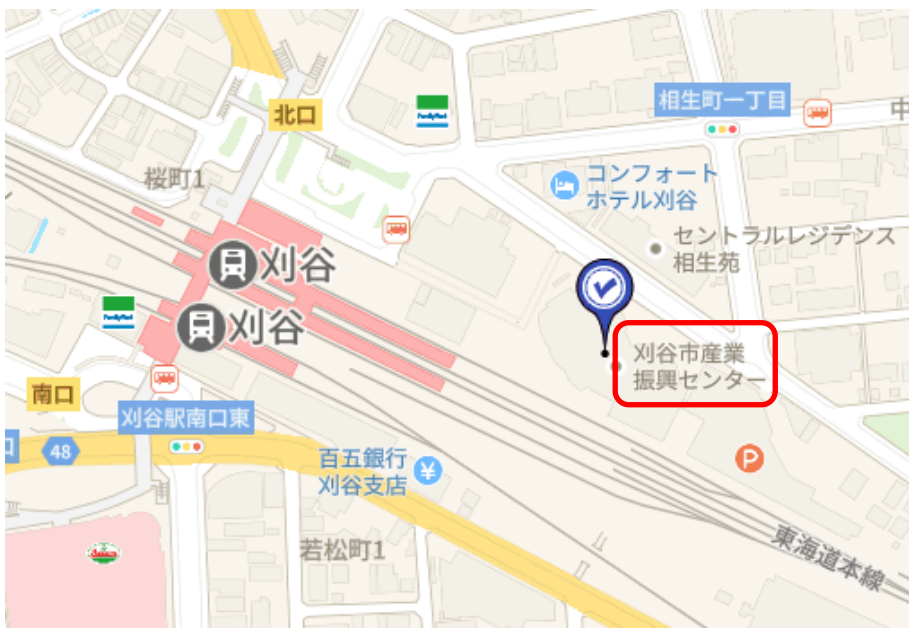 北口
FamilyMart
相生町一丁目
中
桜町1
コンフォート
ホテル刈谷
セントラルレジデンス
相生苑
刈谷
刈谷
FamilyMart
刈谷市産業
振興センター
南口
刈谷駅南口東
口
48
百五銀行
刈谷支店
¥
P
若松町1
東海道本線